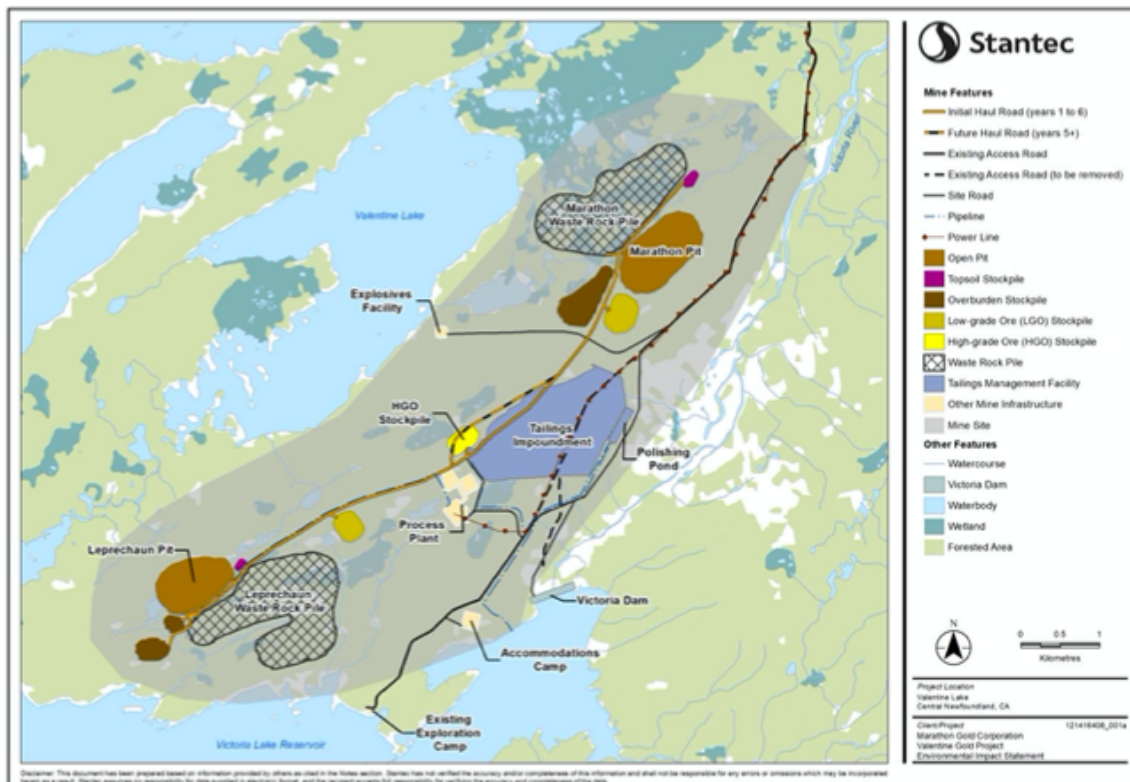 Stantec
Mine Features
Initial Haul Road (years 1 to 6)
Future Haul Road (years 5+)
Existing Access Road
Existing Access Road (to be removed)
Site Road
Pipeline
Power Line
Open Pit
Topsoil Stockpile
Overburden Stockpile
Low-grade Ore (LGO) Stockpile
High-grade Ore (HGO) Stockpile
Waste Rock Pile
Tailings Management Facility
Other Mine Infrastructure
Mine Site
Other Features
Watercourse
Victoria Dam
Waterbody
Wetland
Forested Area
N
0 0.5 1
Kilometres
Project Location
Valentine Lake
Central Newfoundland, CA
Client/Project
Marathon Gold Corporation
Valentine Gold Project
Environmental Impact Statement
Victoria River
Valentine Lake
Marathon
Waste Rock Pile
Marathon Pit
Explosives
Facility
HGO
Stockpile
Tailings
Impoundment
Polishing
Pond
Process
Plant
Leprechaun Pit
Leprechaun
Waste Rock Pile
Victoria Dam
Accommodations
Camp
Existing
Exploration
Camp
Victoria Lake Reservoir